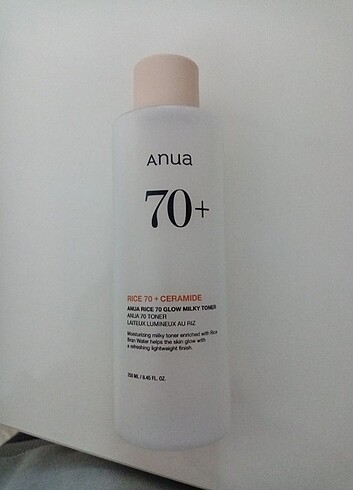 Anua
70+
RICE 70 + CERAMIDE
ANUA RICE 70 GLOW MILKY TONER
ANUA 70 TONER
LAITEUX LUMINEUX AU RIZ
Moisturizing milky toner enriched with Rice
Bran Water helps the skin glow with
a refreshing lightweight finish.
250 ML / 8.45 FL. OZ.